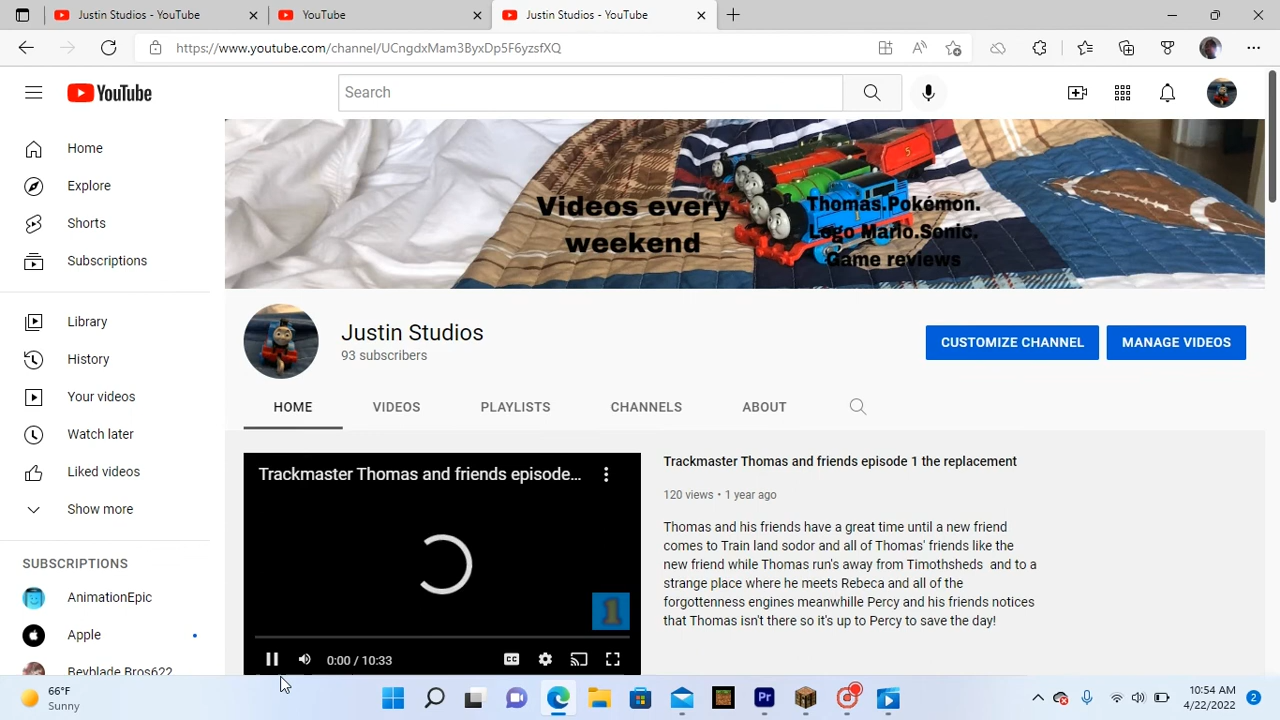 Justin Studios - YouTube
YouTube
Justin Studios - YouTube
https://www.youtube.com/channel/UCngdxMam3ByxDp5F6yzsfXQ
YouTube
Search
Home
Explore
Shorts
Subscriptions
Library
History
Your videos
Watch later
Liked videos
Show more
SUBSCRIPTIONS
AnimationEpic
Apple
Beyblade Bros622
Videos every
weekend
Thomas.Pokémon.
Lego Mario.Sonic.
Game reviews
Justin Studios
93 subscribers
CUSTOMIZE CHANNEL
MANAGE VIDEOS
HOME
VIDEOS
PLAYLISTS
CHANNELS
ABOUT
Trackmaster Thomas and friends episode...
1
0:00 / 10:33
CC
Trackmaster Thomas and friends episode 1 the replacement
120 views • 1 year ago
Thomas and his friends have a great time until a new friend
comes to Train land sodor and all of Thomas' friends like the
new friend while Thomas run's away from Timothsheds and to a
strange place where he meets Rebeca and all of the
forgottenness engines meanwhille Percy and his friends notices
that Thomas isn't there so it's up to Percy to save the day!
66°F
Sunny
Pr
10:54 AM
4/22/2022
2